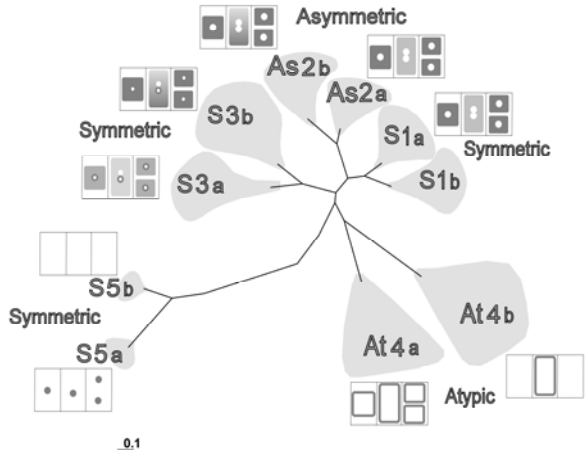 Asymmetric
As2b
As2a
S3b
S1a
Symmetric
Symmetric
S3a
S1b
S5b
Symmetric
At4b
S5a
At4a
Atypic
0.1